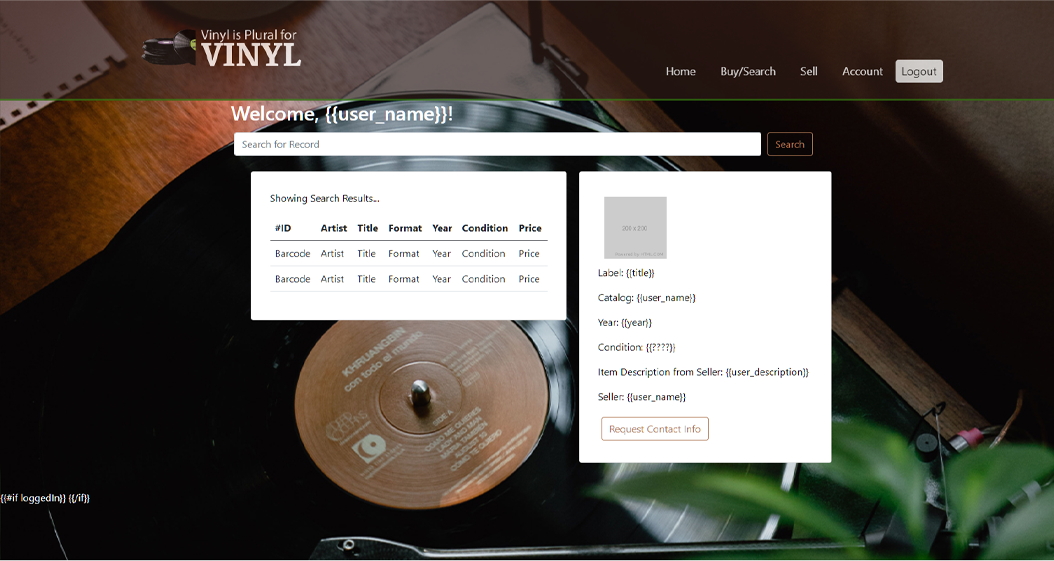 Vinyl is Plural for
VINYL
Home Buy/Search Sell Account Logout
Welcome, {{user_name}}!
Search for Record Search
Showing Search Results...
#ID Artist Title Format Year Condition Price
Barcode Artist Title Format Year Condition Price
Barcode Artist Title Format Year Condition Price
200 x 200
Label: {{title}}
Catalog: {{user_name}}
Year: {{year}}
Condition: {{????}}
Item Description from Seller: {{user_description}}
Seller: {{user_name}}
Request Contact Info
KHRUANGBIN
con todo el mundo
SIDE A
{{#if loggedIn}} {{/if}}